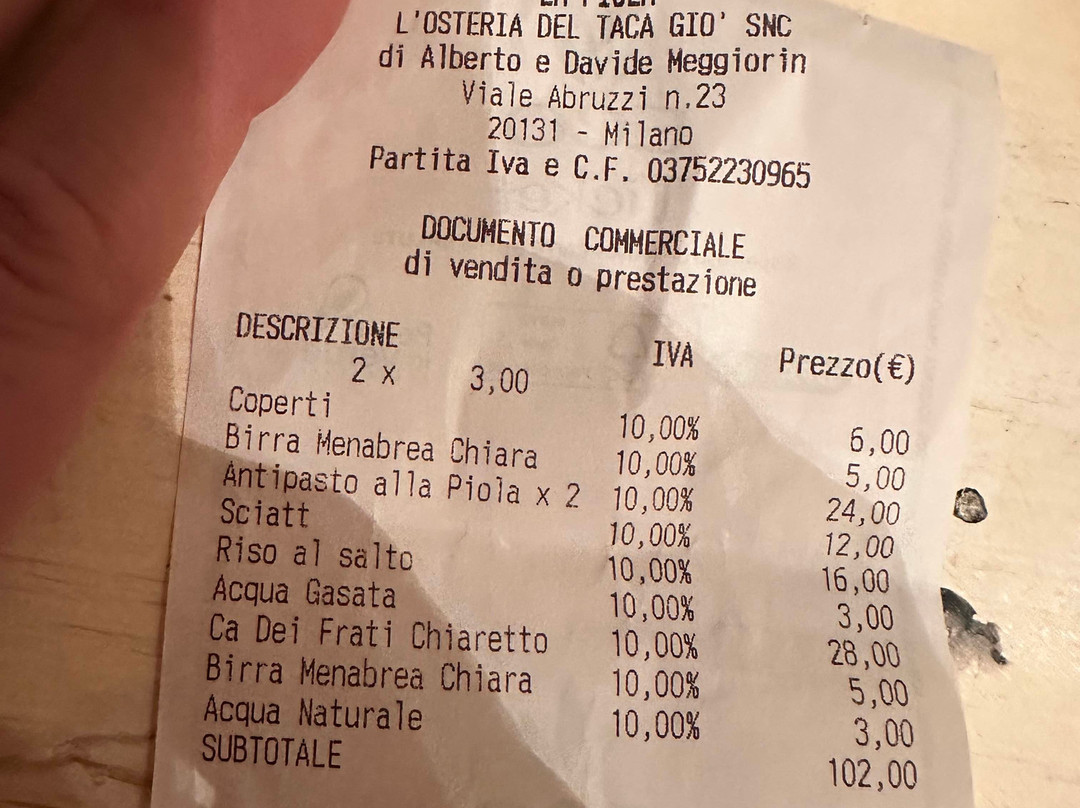 L'OSTERIA DEL TACA GIO' SNC
di Alberto e Davide Meggiorin
Viale Abruzzi n.23
20131 - Milano
Partita Iva e C.F. 03752230965
DOCUMENTO COMMERCIALE
di vendita o prestazione
DESCRIZIONE IVA Prezzo(€)
2 x 3,00
Coperti 10,00% 6,00
Birra Menabrea Chiara 10,00% 5,00
Antipasto alla Piola x 2 10,00% 24,00
Sciatt 10,00% 12,00
Riso al salto 10,00% 16,00
Acqua Gasata 10,00% 3,00
Ca Dei Frati Chiaretto 10,00% 28,00
Birra Menabrea Chiara 10,00% 5,00
Acqua Naturale 10,00% 3,00
SUBTOTALE 102,00